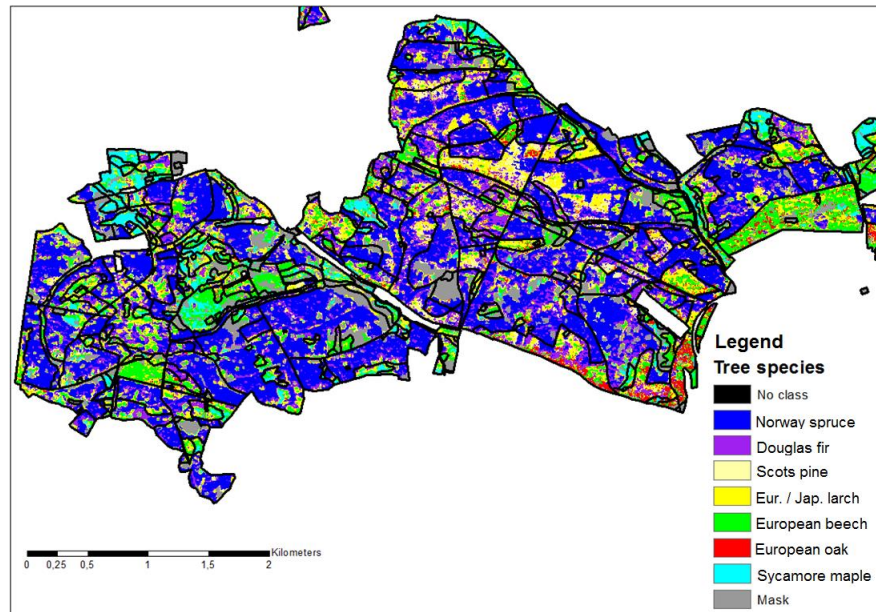 Legend
Tree species
No class
Norway spruce
Douglas fir
Scots pine
Eur. / Jap. larch
European beech
European oak
Sycamore maple
Mask
Kilometers
0 0,25 0,5 1 1,5 2